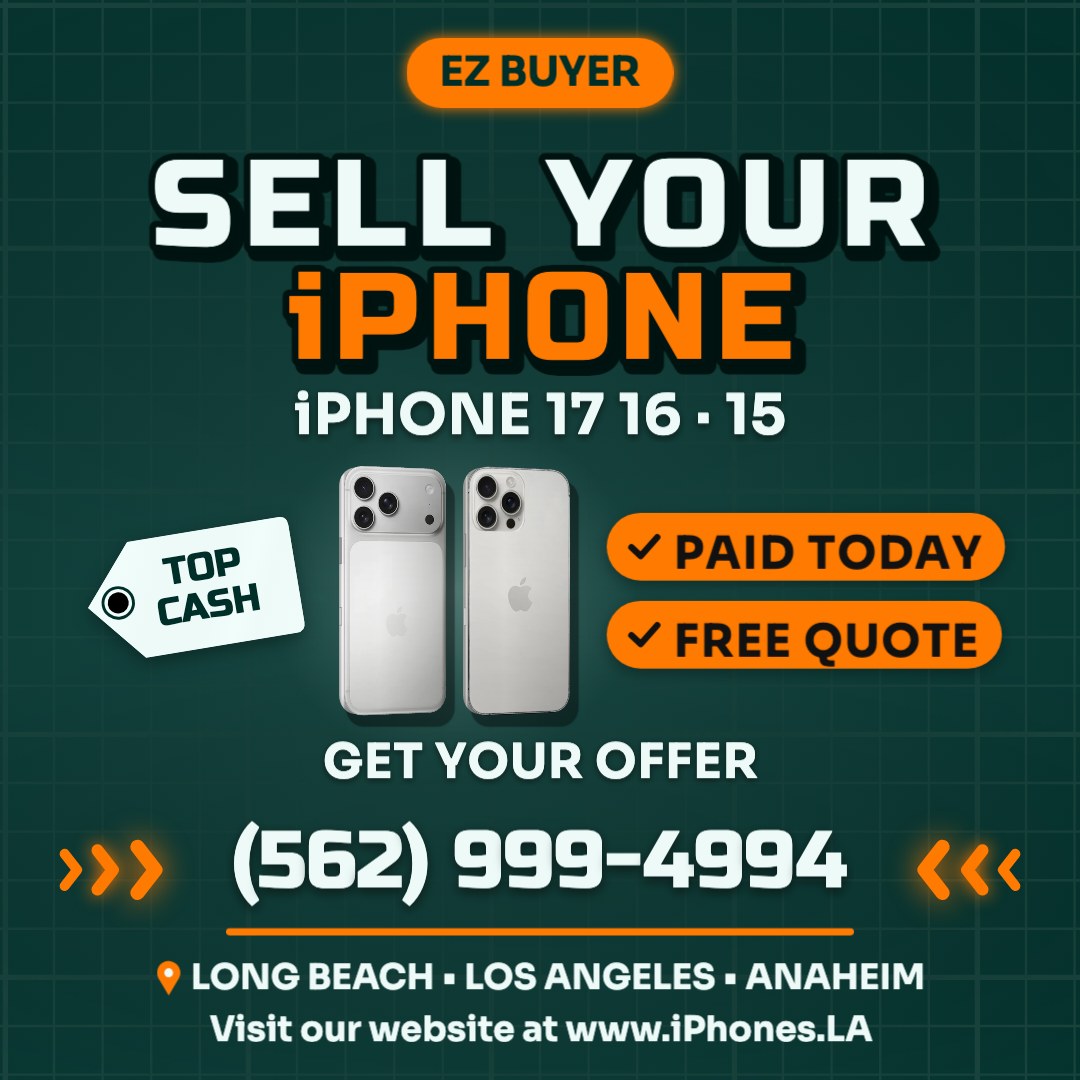 EZ BUYER
SELL YOUR
iPHONE
iPHONE 17 16 · 15
TOP
CASH
✓ PAID TODAY
✓ FREE QUOTE
GET YOUR OFFER
(562) 999-4994
LONG BEACH ▪ LOS ANGELES ▪ ANAHEIM
Visit our website at www.iPhones.LA